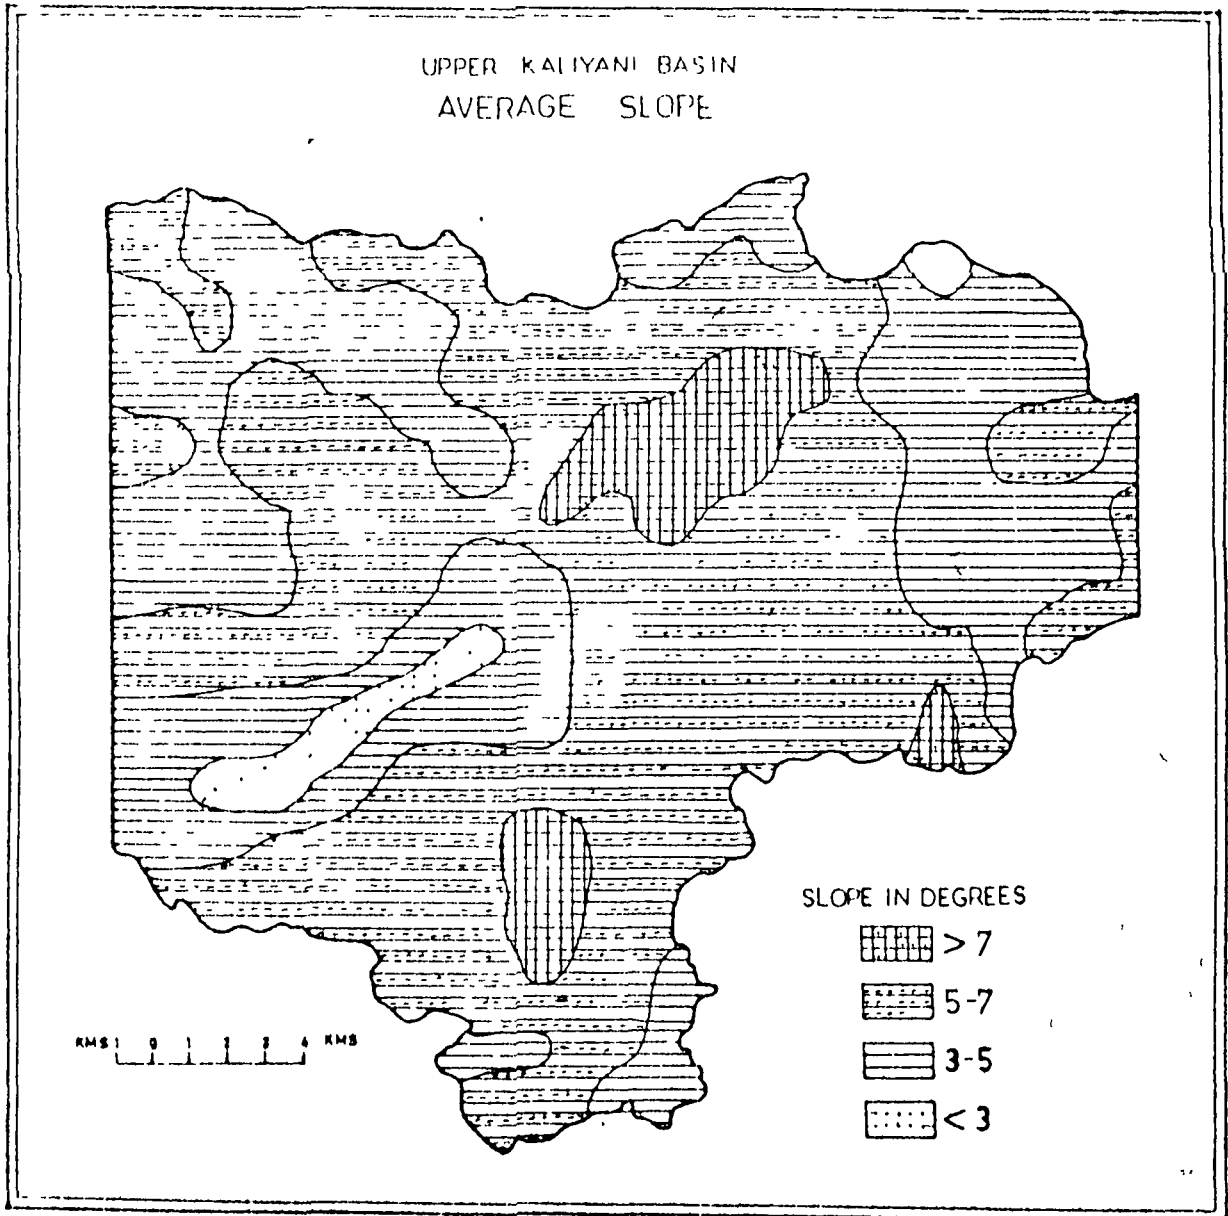 UPPER KALIYANI BASIN
AVERAGE SLOPE
SLOPE IN DEGREES
> 7
5-7
3-5
< 3
KMS 1 0 1 2 3 4 KMS